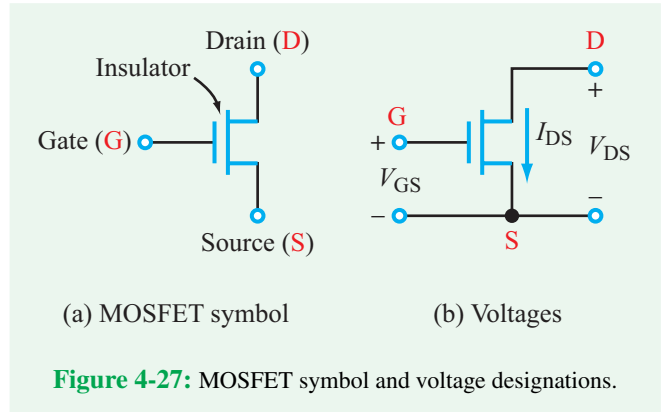 Drain (D)
Insulator
Gate (G)
Source (S)
(a) MOSFET symbol
D
+
G
+
I_DS
V_DS
V_GS
–
–
S
(b) Voltages
Figure 4-27: MOSFET symbol and voltage designations.